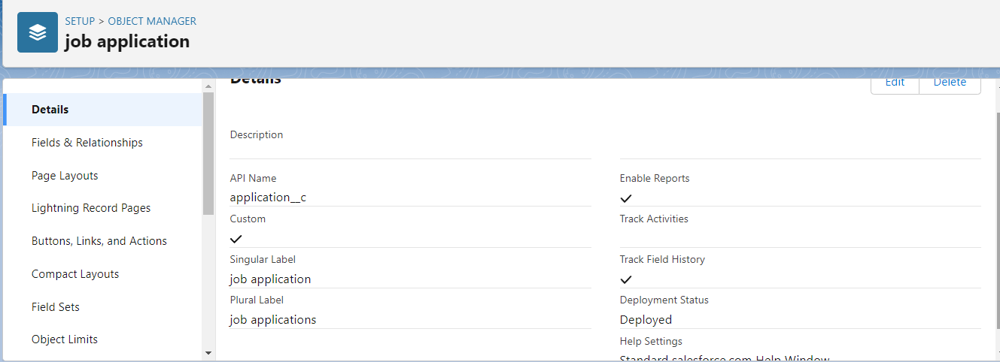 SETUP > OBJECT MANAGER
job application
Details
Edit
Delete
Details
Fields & Relationships
Page Layouts
Lightning Record Pages
Buttons, Links, and Actions
Compact Layouts
Field Sets
Object Limits
Description
API Name
application__c
Custom
Singular Label
job application
Plural Label
job applications
Enable Reports
Track Activities
Track Field History
Deployment Status
Deployed
Help Settings
Standard salesforce.com Help Window